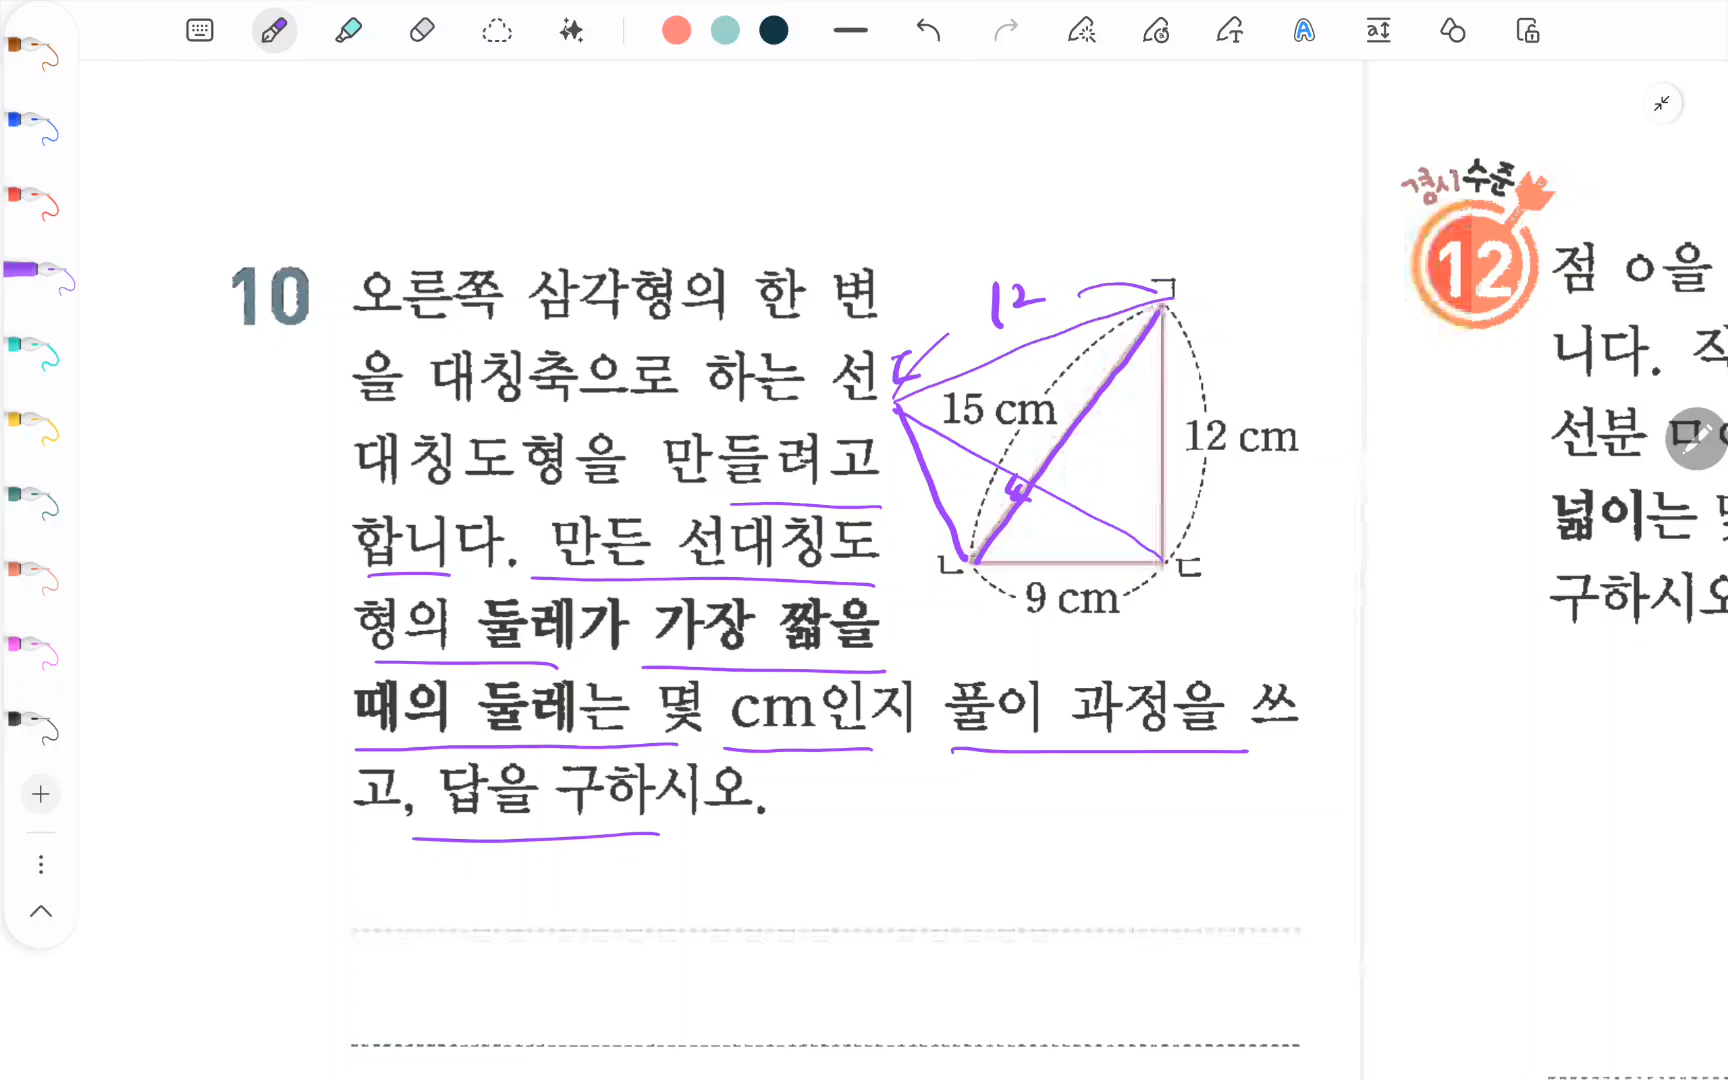 10 오른쪽 삼각형의 한 변
을 대칭축으로 하는 선
대칭도형을 만들려고
합니다. 만든 선대칭도
형의 둘레가 가장 짧을
때의 둘레는 몇 cm인지 풀이 과정을 쓰
고, 답을 구하시오.
12
ㄱ
ㄷ
15 cm
12 cm
ㄴ
ㄷ
9 cm
경시 수준
12
점 ㅇ을
니다. 직
선분 ㅁ
넓이는 몇
구하시오